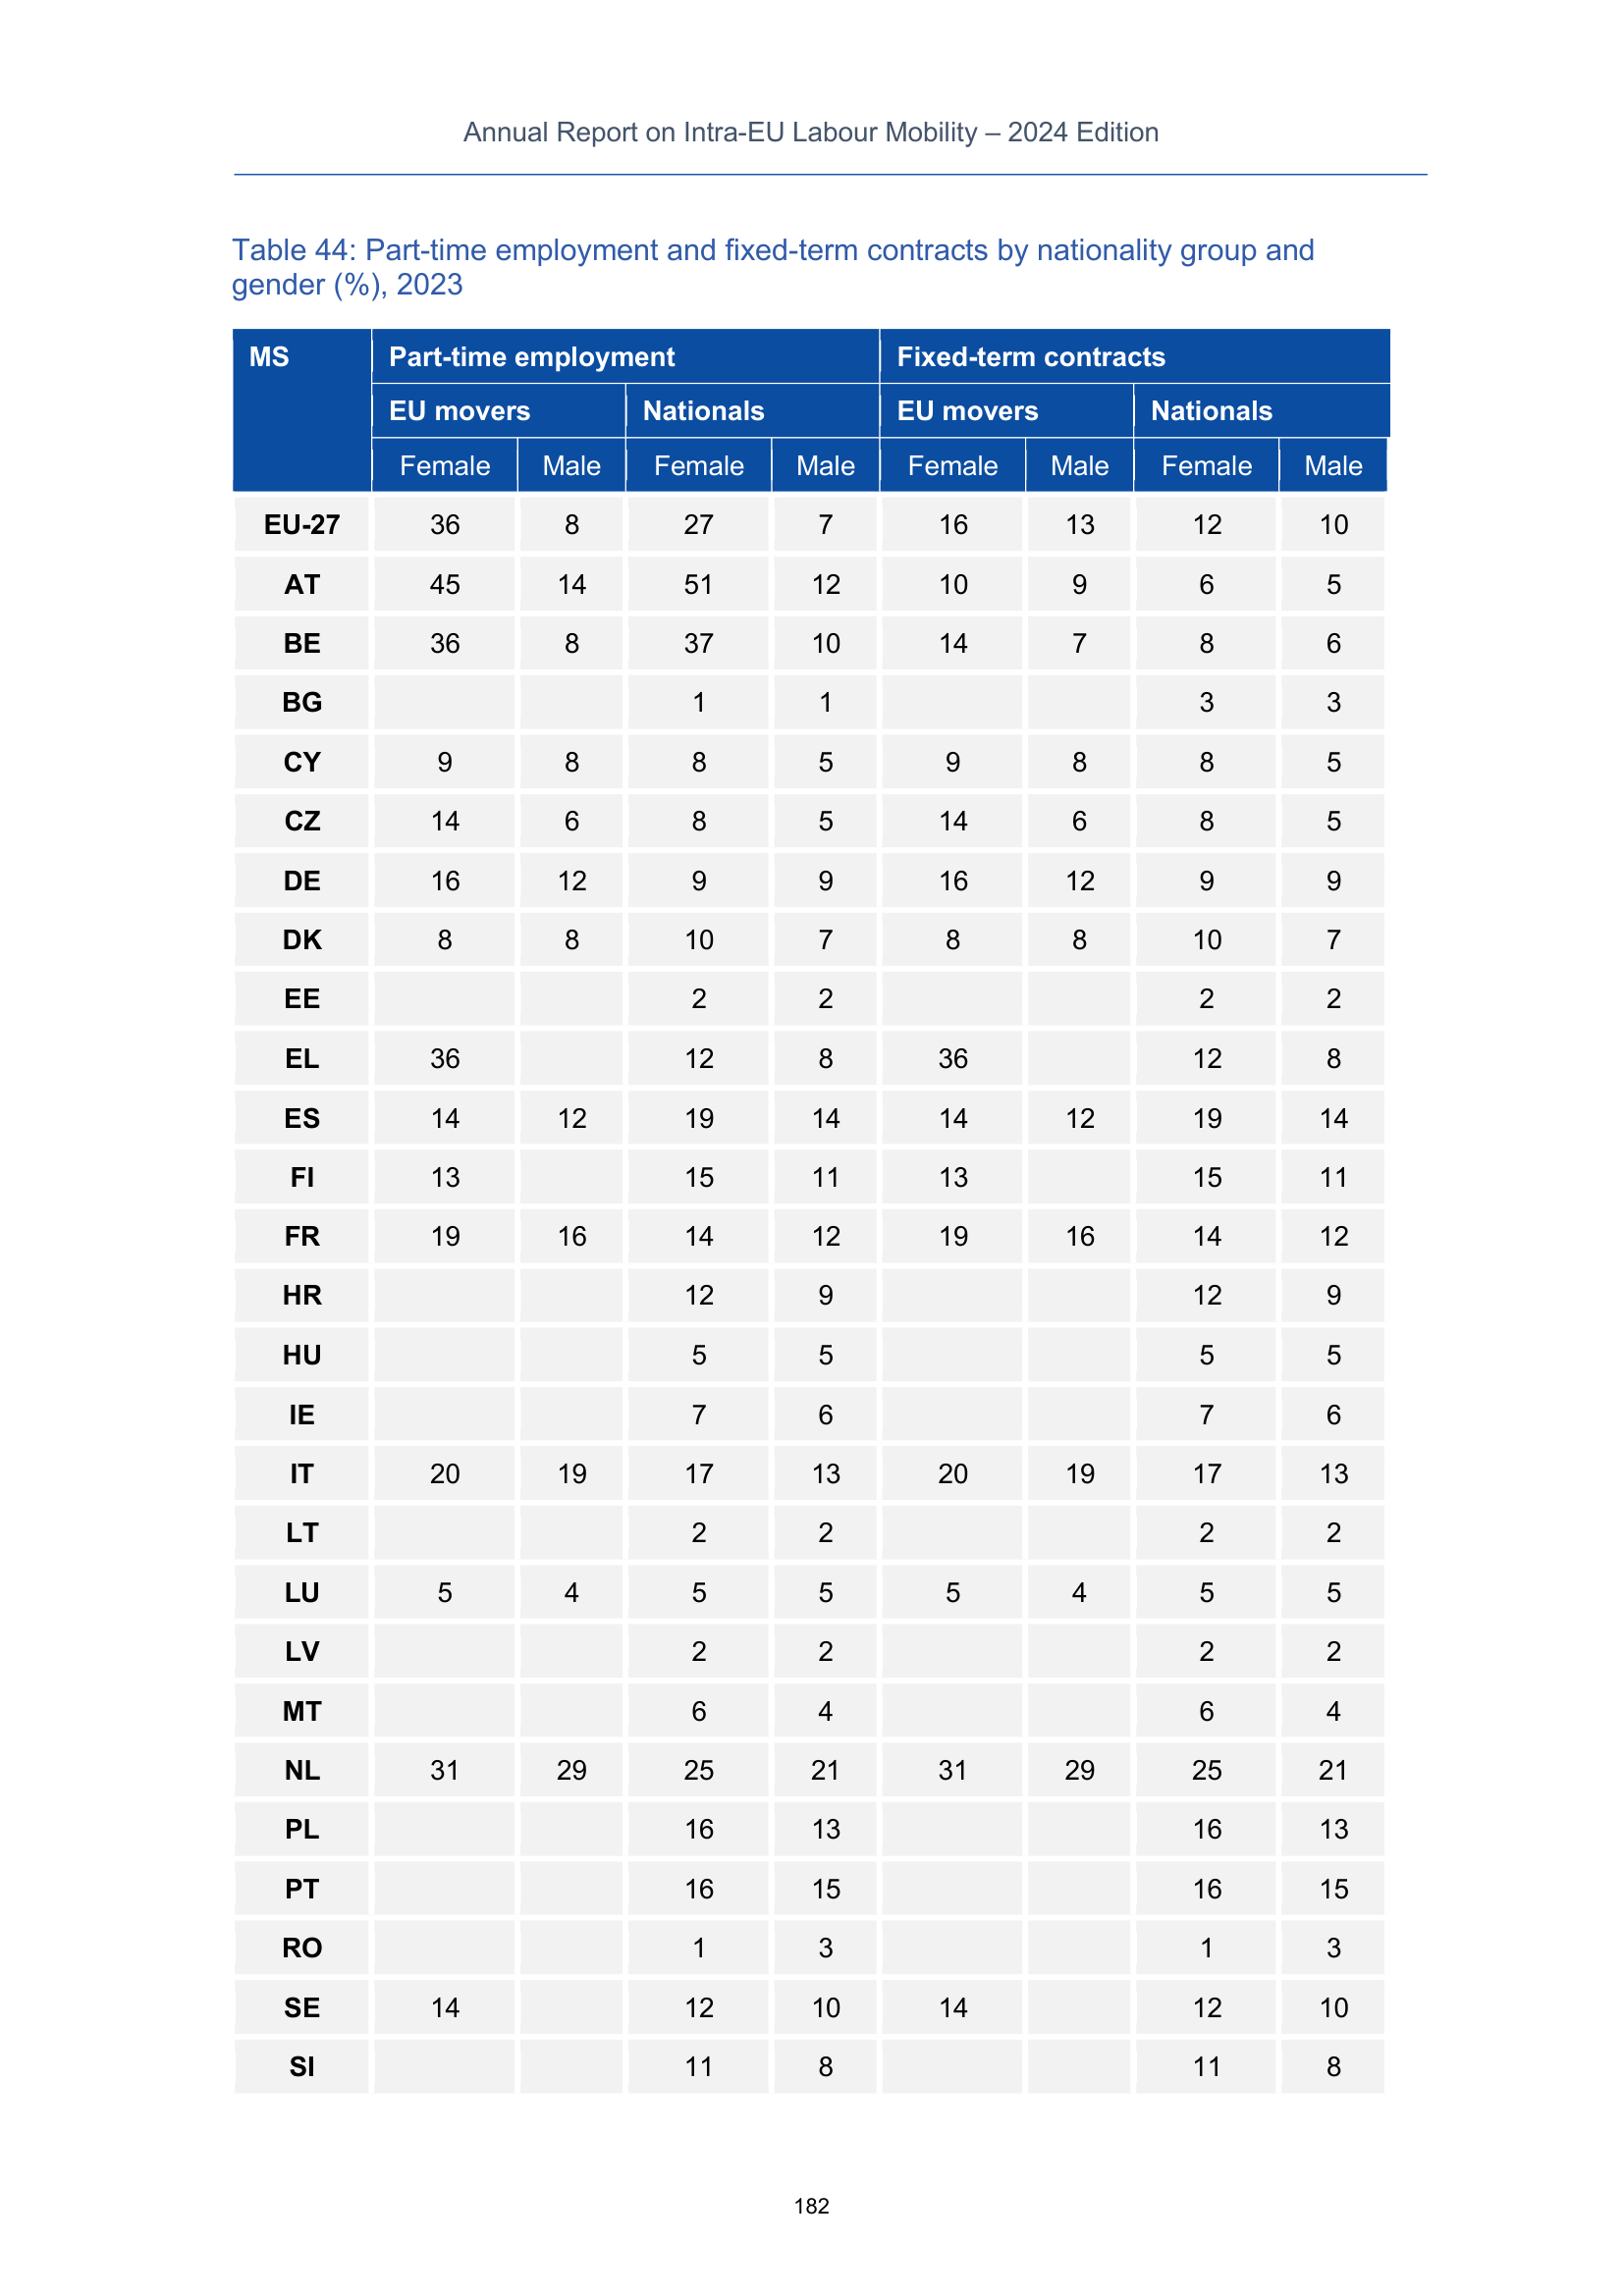 Annual Report on Intra-EU Labour Mobility – 2024 Edition
Table 44: Part-time employment and fixed-term contracts by nationality group and
gender (%), 2023
MS Part-time employment Fixed-term contracts
EU movers Nationals EU movers Nationals
Female Male Female Male Female Male Female Male
EU-27 36 8 27 7 16 13 12 10
AT 45 14 51 12 10 9 6 5
BE 36 8 37 10 14 7 8 6
BG 1 1 3 3
CY 9 8 8 5 9 8 8 5
CZ 14 6 8 5 14 6 8 5
DE 16 12 9 9 16 12 9 9
DK 8 8 10 7 8 8 10 7
EE 2 2 2 2
EL 36 12 8 36 12 8
ES 14 12 19 14 14 12 19 14
FI 13 15 11 13 15 11
FR 19 16 14 12 19 16 14 12
HR 12 9 12 9
HU 5 5 5 5
IE 7 6 7 6
IT 20 19 17 13 20 19 17 13
LT 2 2 2 2
LU 5 4 5 5 5 4 5 5
LV 2 2 2 2
MT 6 4 6 4
NL 31 29 25 21 31 29 25 21
PL 16 13 16 13
PT 16 15 16 15
RO 1 3 1 3
SE 14 12 10 14 12 10
SI 11 8 11 8
182